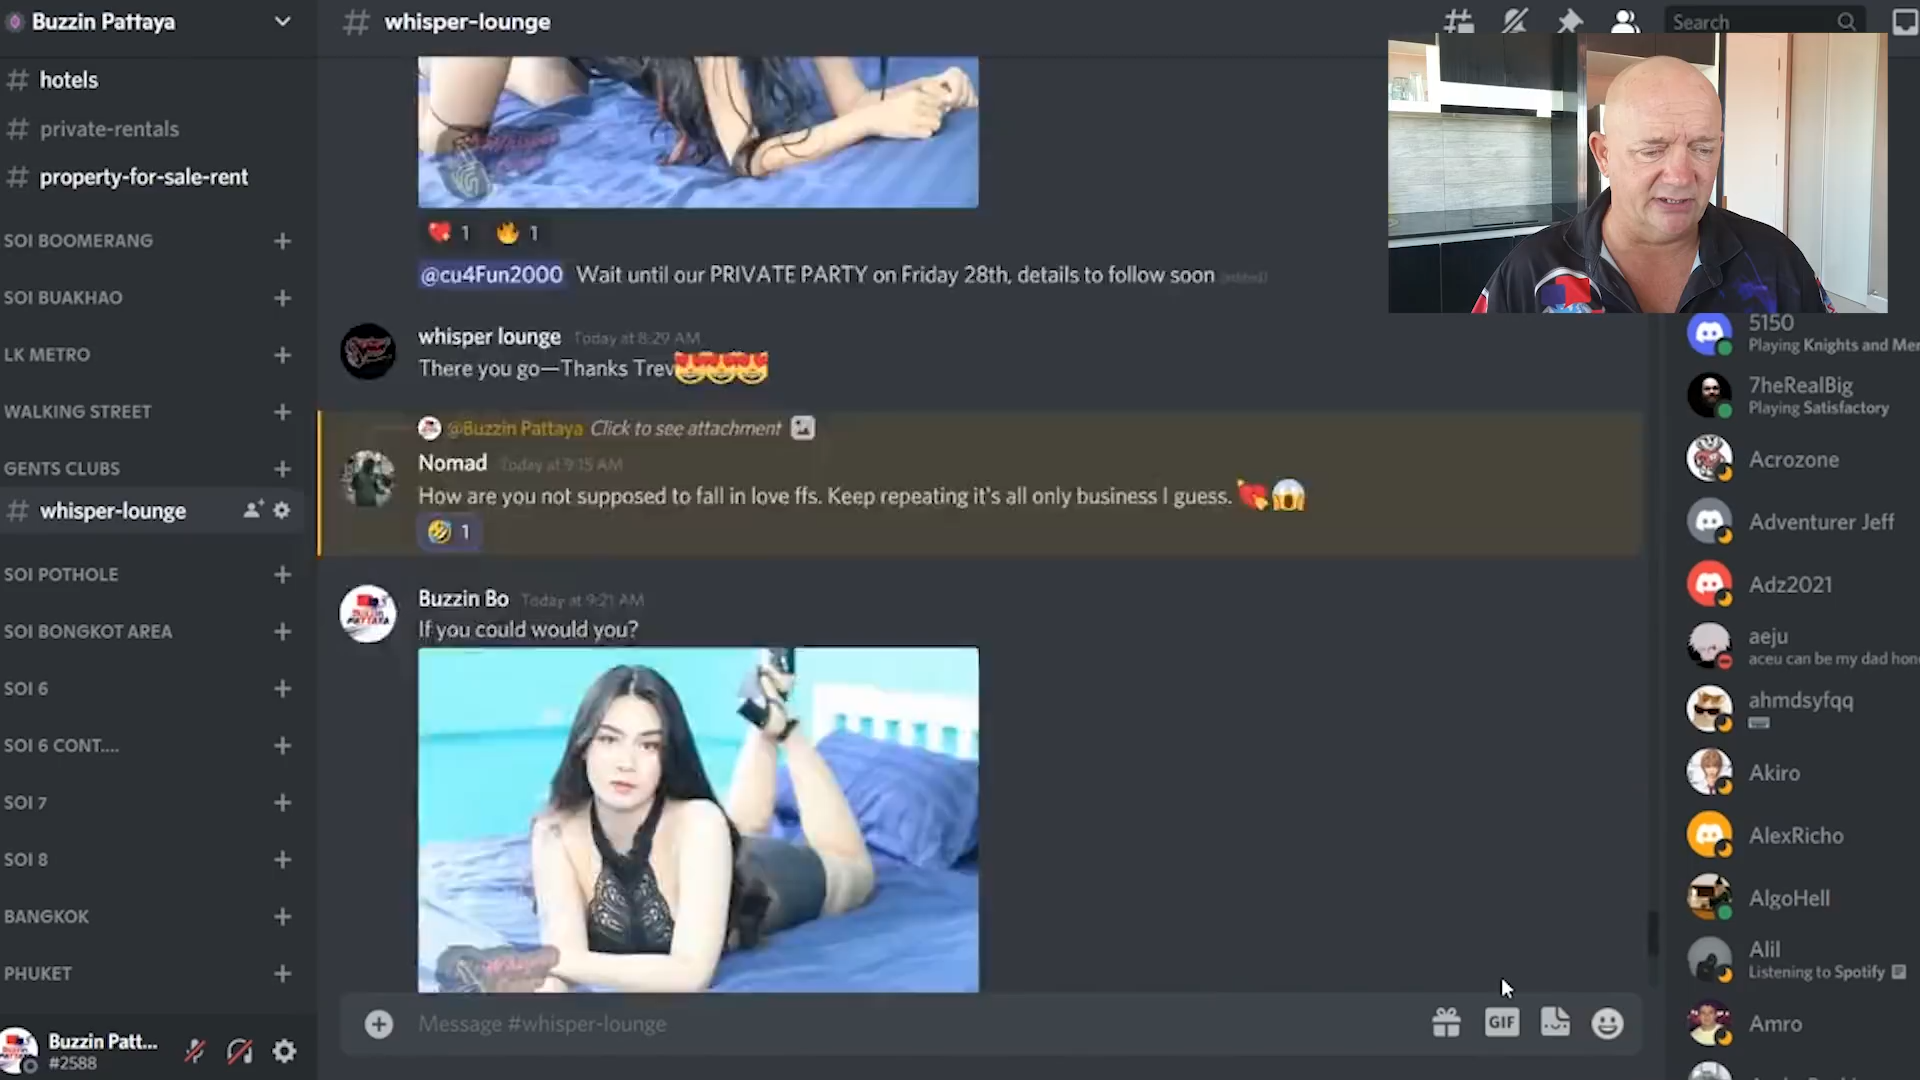 Buzzin Pattaya
hotels
private-rentals
property-for-sale-rent
SOI BOOMERANG
SOI BUAKHAO
LK METRO
WALKING STREET
GENTS CLUBS
whisper-lounge
SOI POTHOLE
SOI BONGKOT AREA
SOI 6
SOI 6 CONT....
SOI 7
SOI 8
BANGKOK
PHUKET
Buzzin Patt...
#2588
whisper-lounge
Search
1 1
@cu4Fun2000 Wait until our PRIVATE PARTY on Friday 28th, details to follow soon (edited)
whisper lounge Today at 8:29 AM
There you go—Thanks Trev
@Buzzin Pattaya Click to see attachment
Nomad Today at 9:15 AM
How are you not supposed to fall in love ffs. Keep repeating it's all only business I guess.
1
Buzzin Bo Today at 9:21 AM
If you could would you?
Message #whisper-lounge
GIF
5150
Playing Knights and Mer
7heRealBig
Playing Satisfactory
Acrozone
Adventurer Jeff
Adz2021
aeju
aceu can be my dad hon
ahmdsyfqq
Akiro
AlexRicho
AlgoHell
Alil
Listening to Spotify
Amro